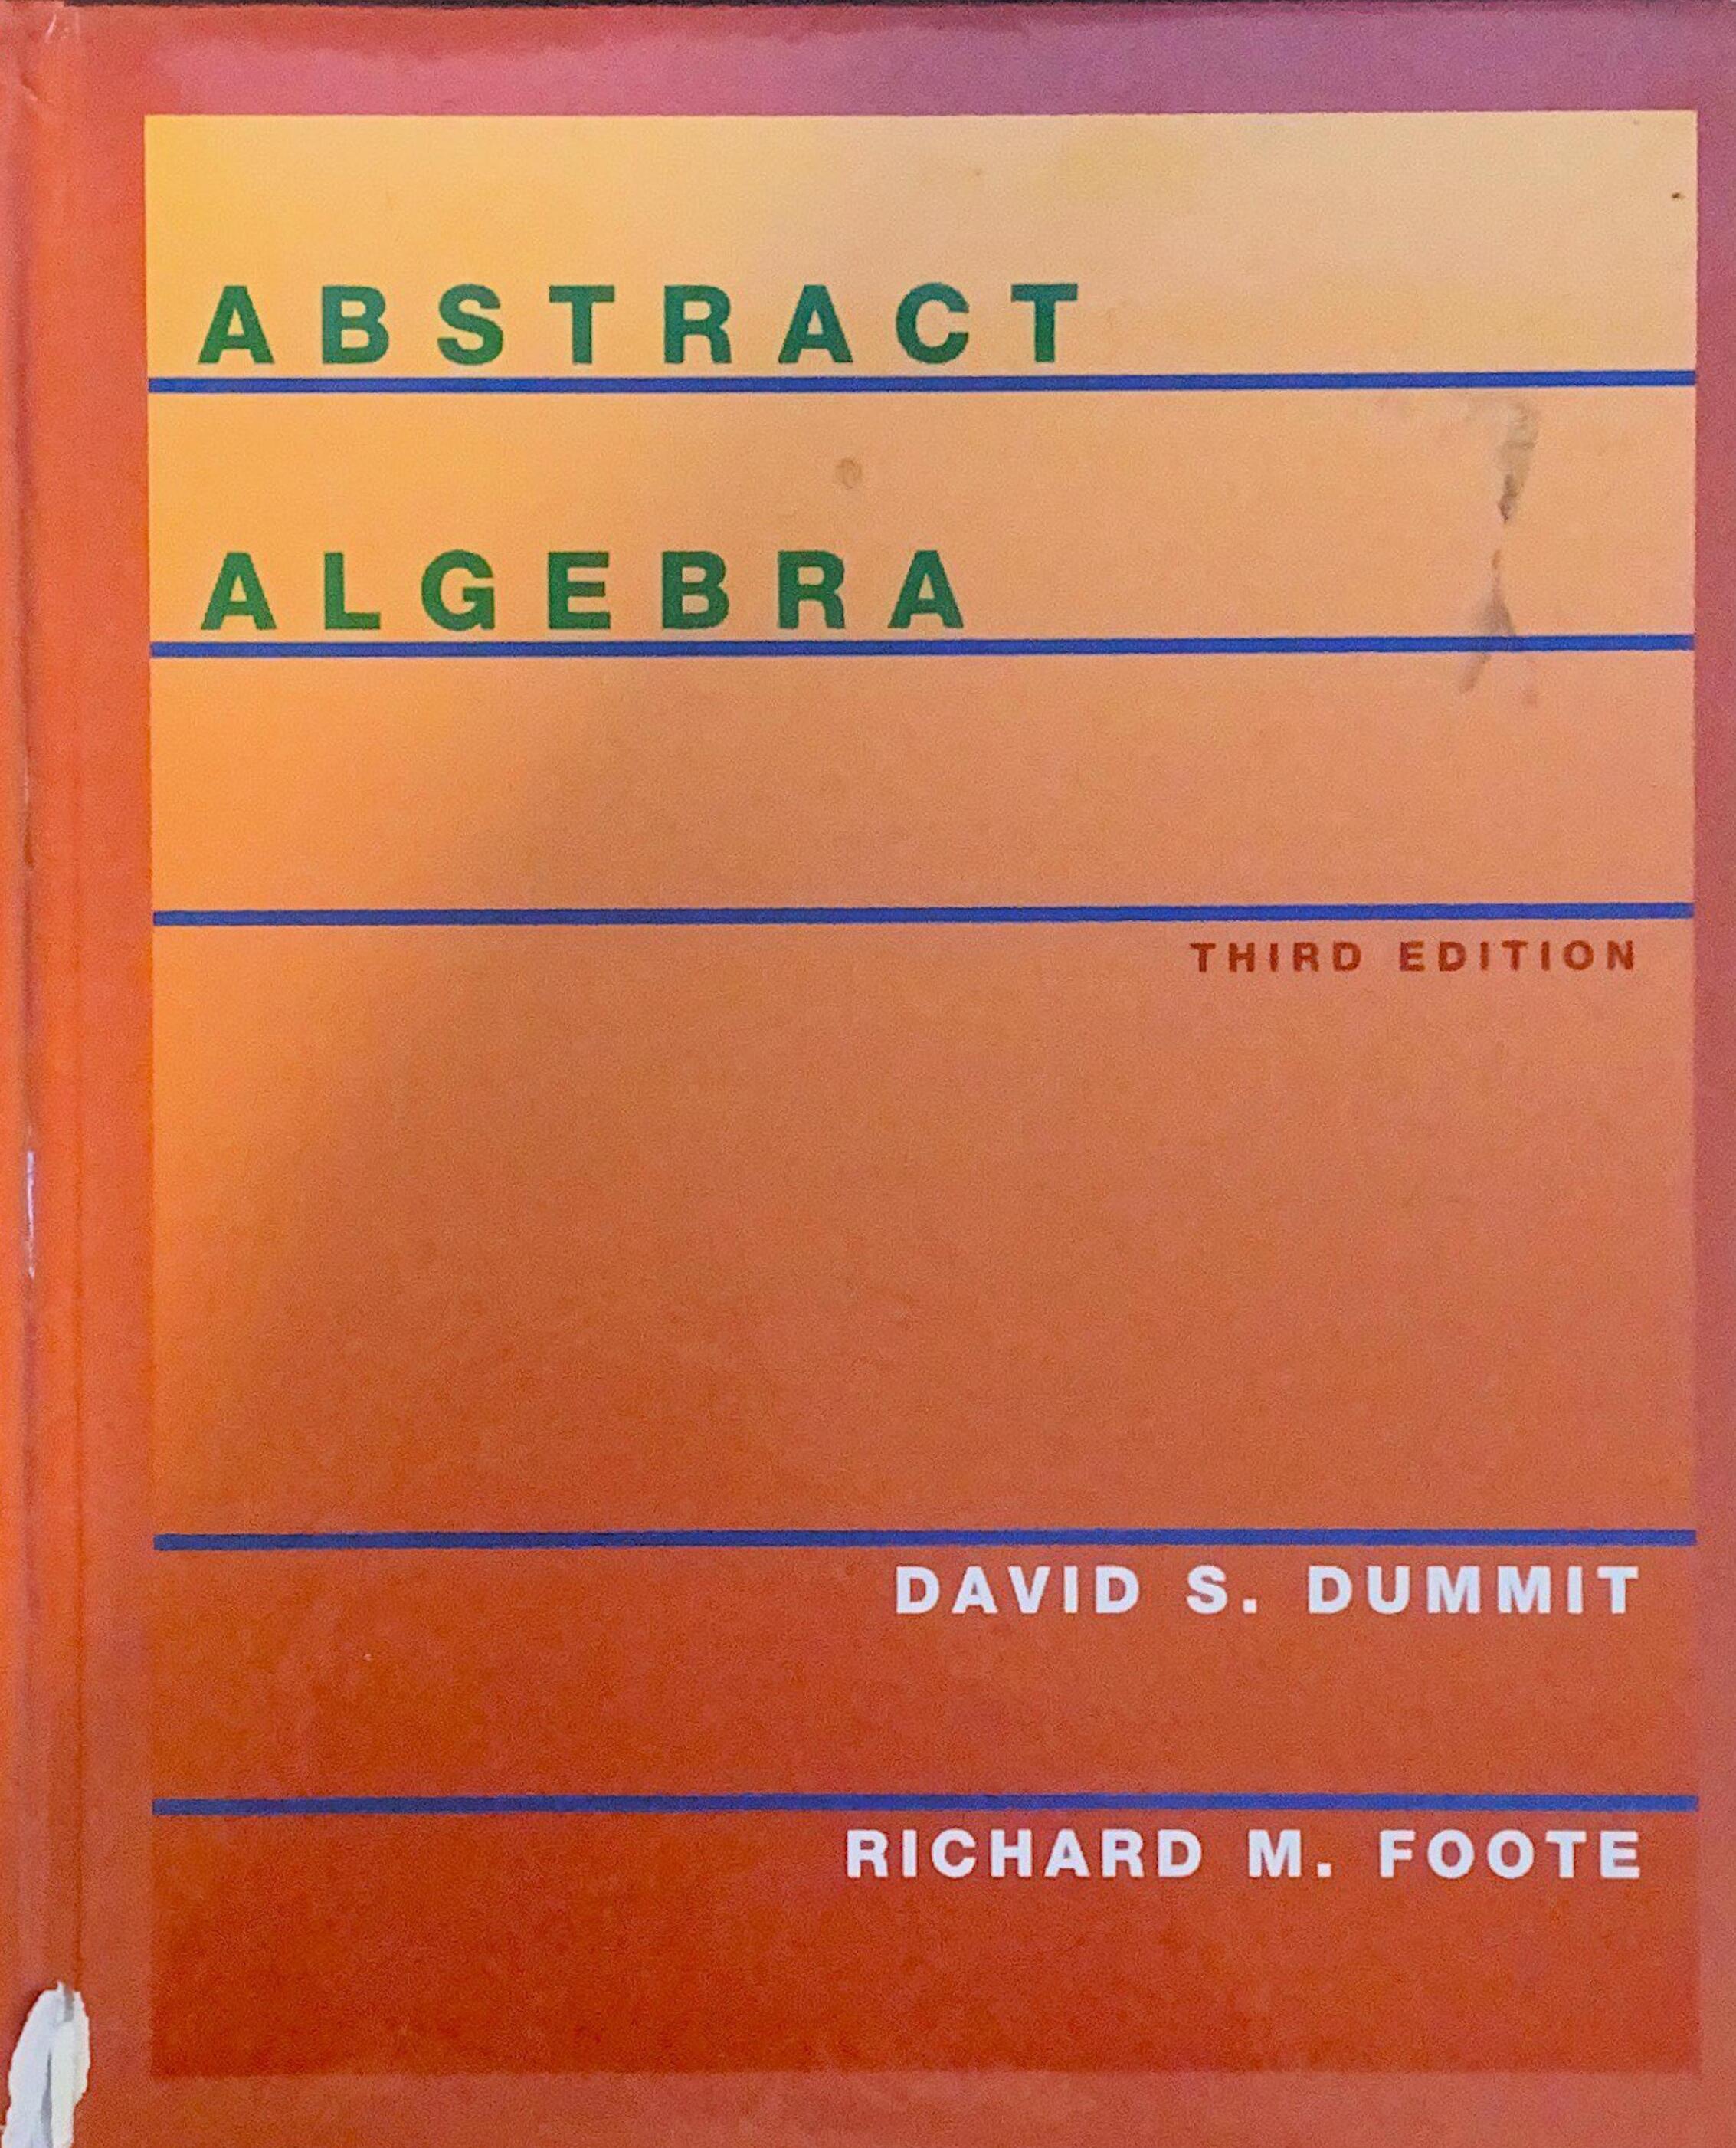 ABSTRACT
ALGEBRA
THIRD EDITION
DAVID S. DUMMIT
RICHARD M. FOOTE